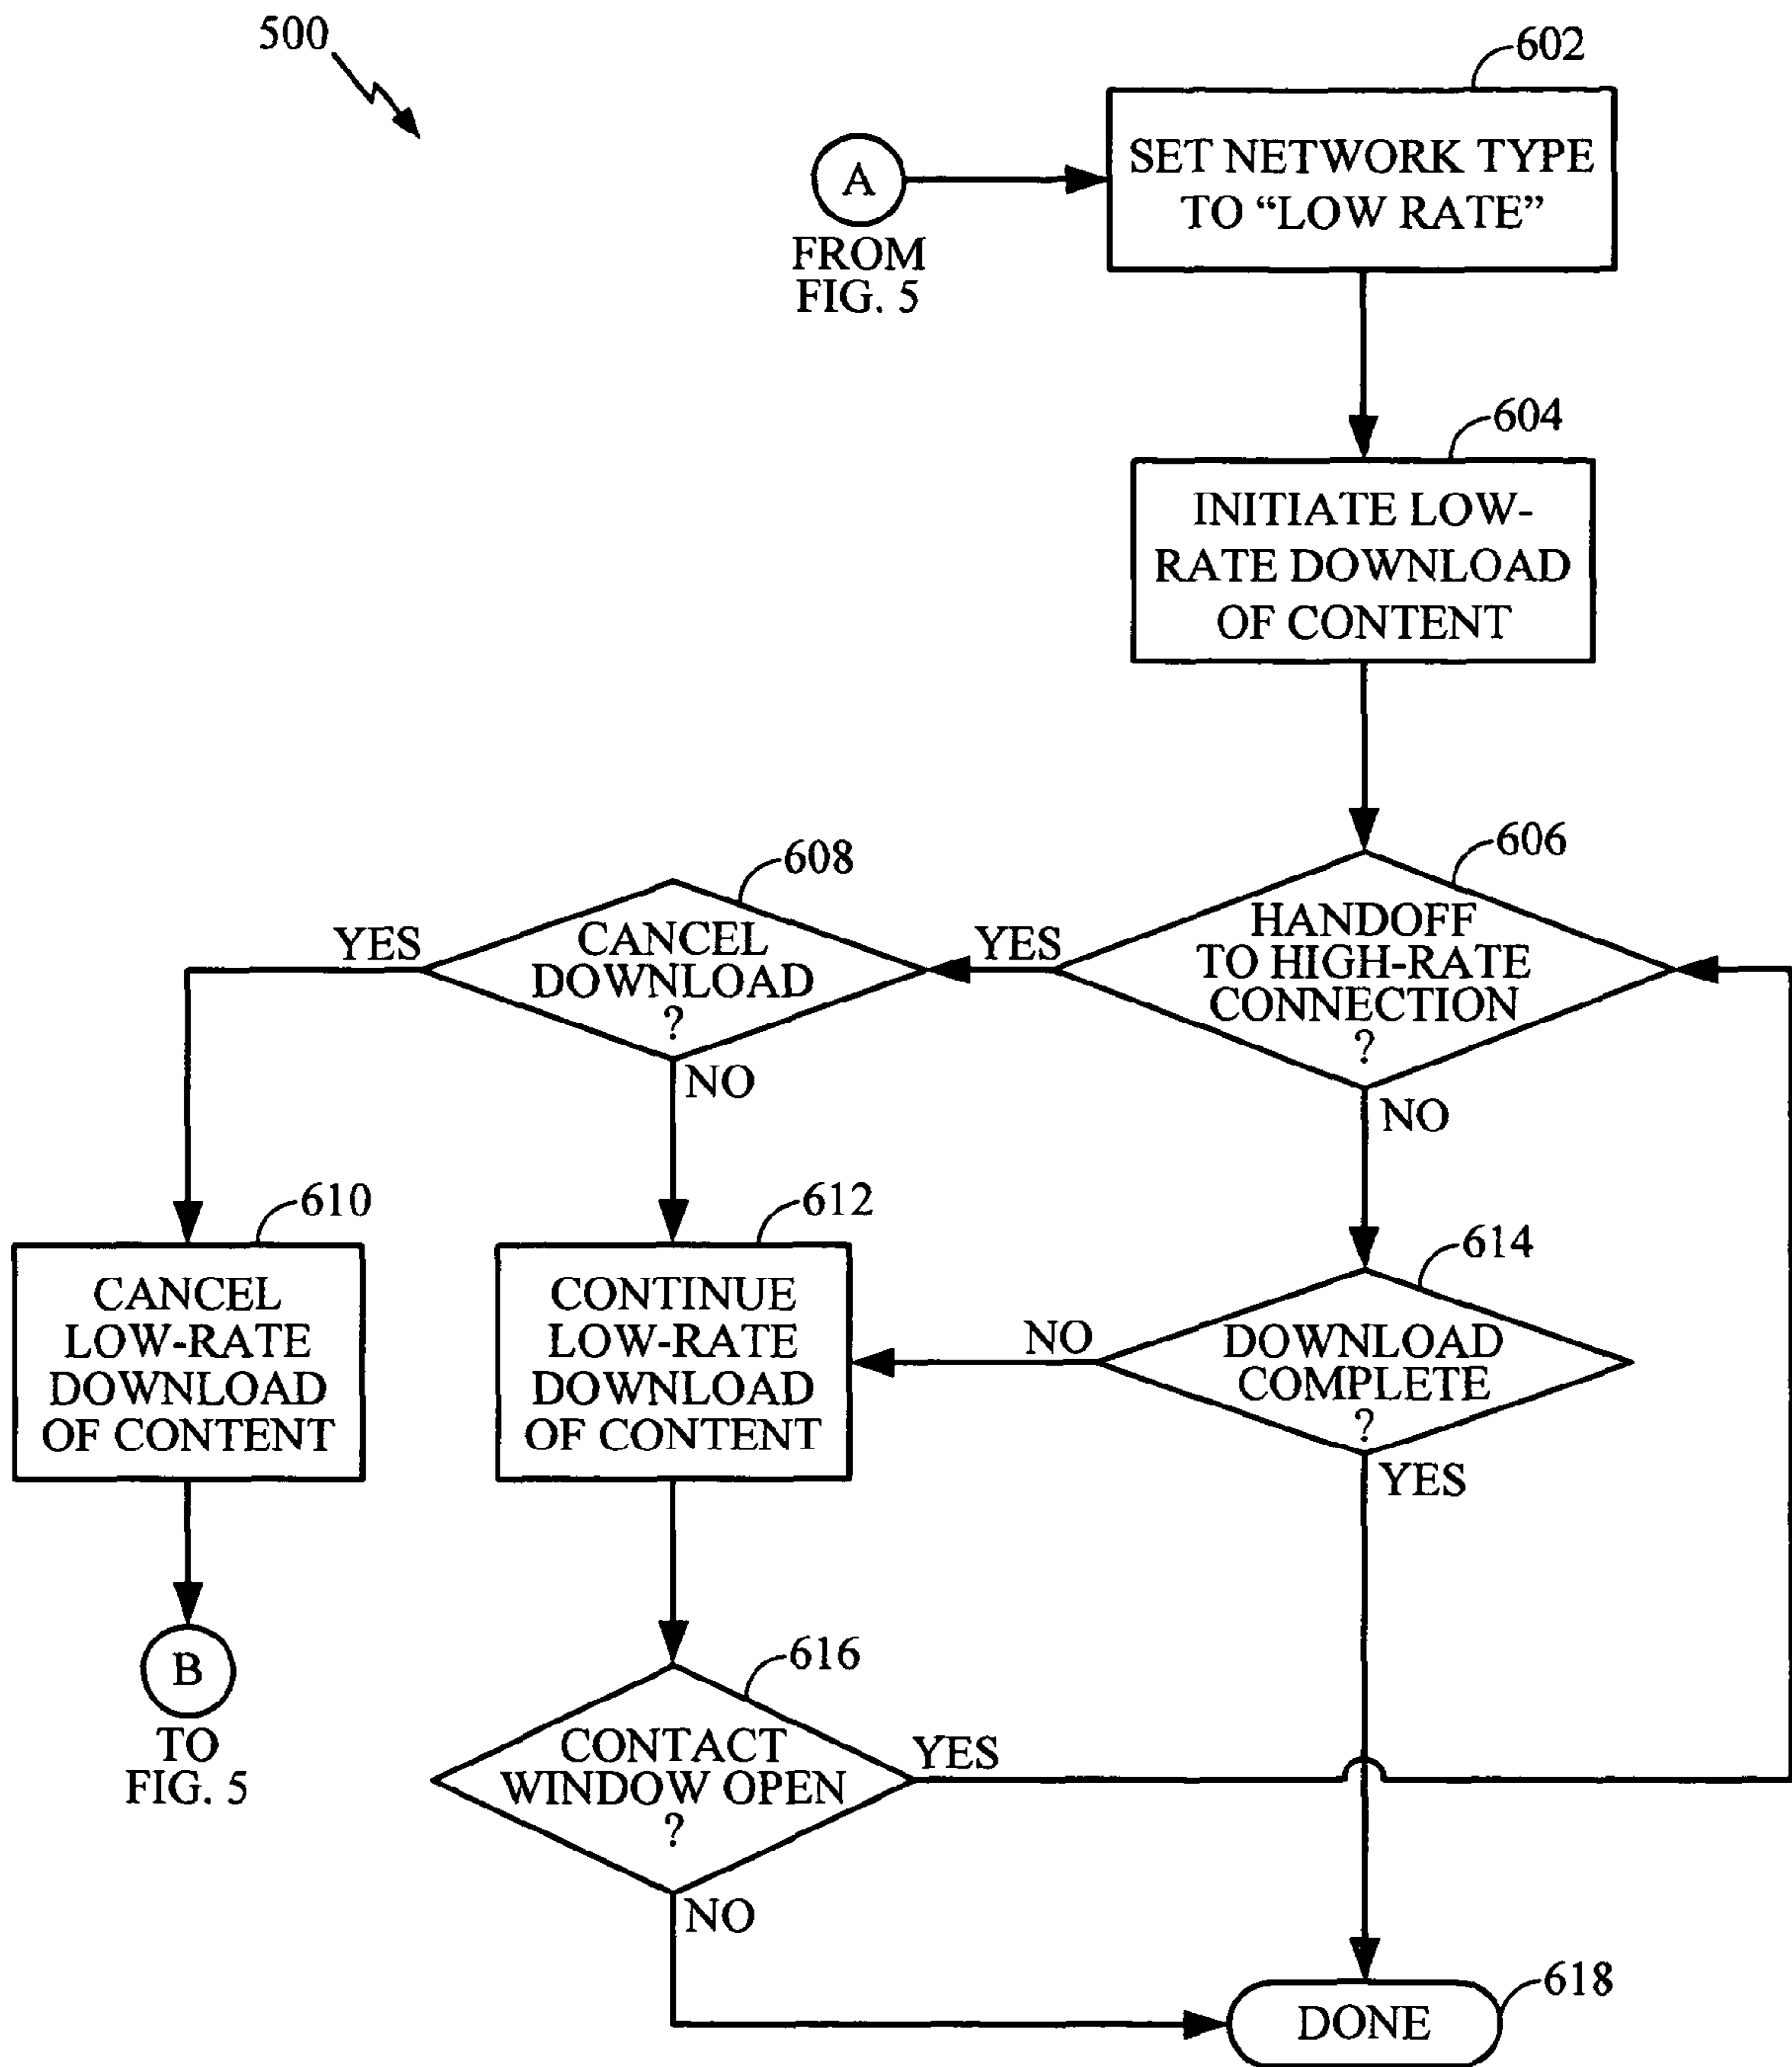 500
602
SET NETWORK TYPE
TO “LOW RATE”
A
FROM
FIG. 5
604
INITIATE LOW-
RATE DOWNLOAD
OF CONTENT
606
HANDOFF
TO HIGH-RATE
CONNECTION
?
YES
NO
608
CANCEL
DOWNLOAD
?
YES
NO
610
CANCEL
LOW-RATE
DOWNLOAD
OF CONTENT
612
CONTINUE
LOW-RATE
DOWNLOAD
OF CONTENT
614
DOWNLOAD
COMPLETE
?
NO
YES
B
TO
FIG. 5
616
CONTACT
WINDOW OPEN
?
YES
NO
618
DONE